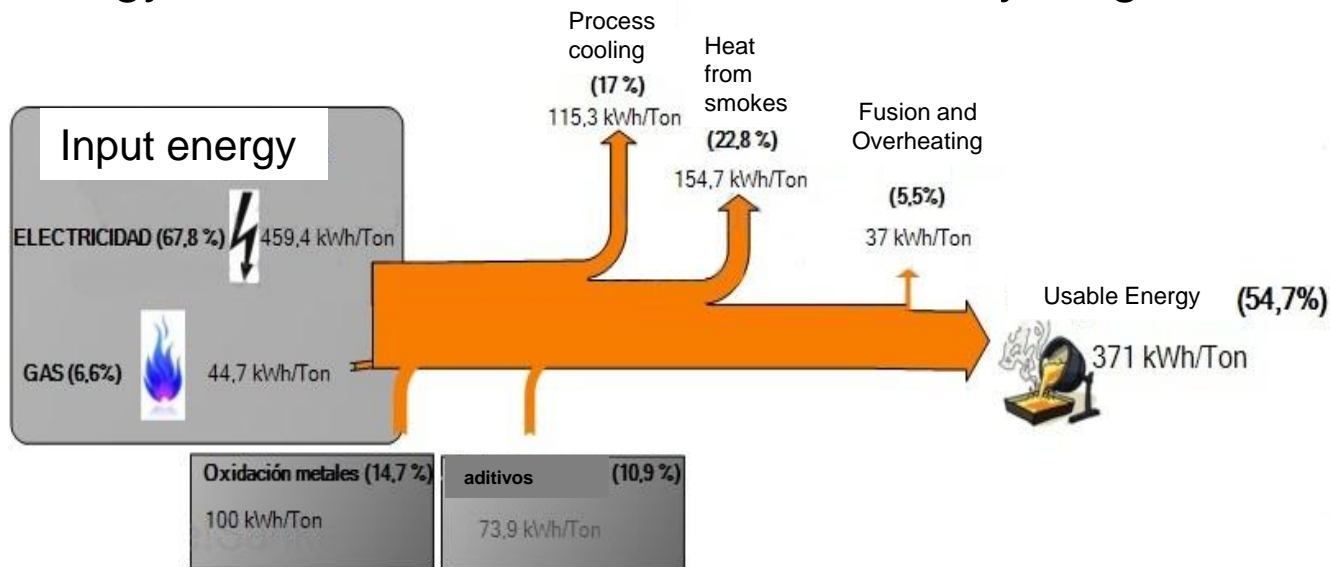 Process
cooling
(17 %)
115,3 kWh/Ton
Heat
from
smokes
(22,8 %)
154,7 kWh/Ton
Fusion and
Overheating
(5,5%)
37 kWh/Ton
Input energy
ELECTRICIDAD (67,8 %) 459,4 kWh/Ton
GAS (6,6%) 44,7 kWh/Ton
Usable Energy (54,7%)
371 kWh/Ton
Oxidación metales (14,7 %)
100 kWh/Ton
aditivos (10,9 %)
73,9 kWh/Ton